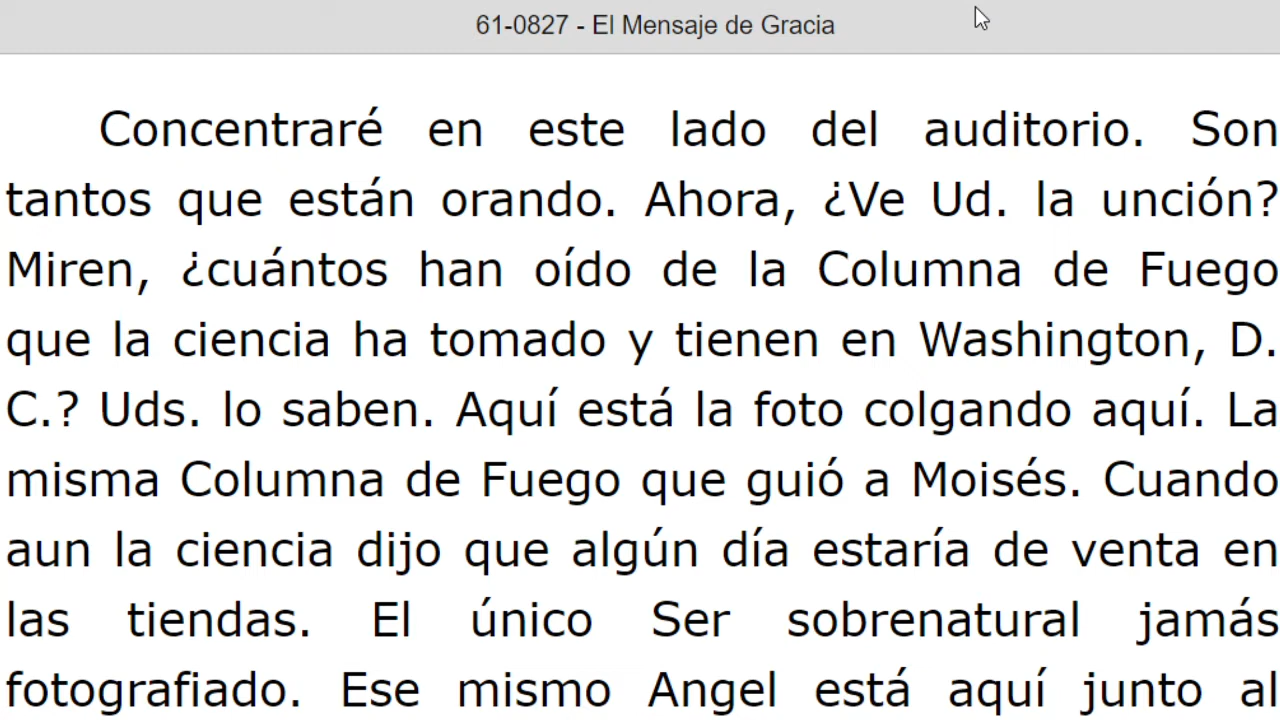 61-0827 - El Mensaje de Gracia
Concentraré en este lado del auditorio. Son
tantos que están orando. Ahora, ¿Ve Ud. la unción?
Miren, ¿cuántos han oído de la Columna de Fuego
que la ciencia ha tomado y tienen en Washington, D.
C.? Uds. lo saben. Aquí está la foto colgando aquí. La
misma Columna de Fuego que guió a Moisés. Cuando
aun la ciencia dijo que algún día estaría de venta en
las tiendas. El único Ser sobrenatural jamás
fotografiado. Ese mismo Angel está aquí junto al